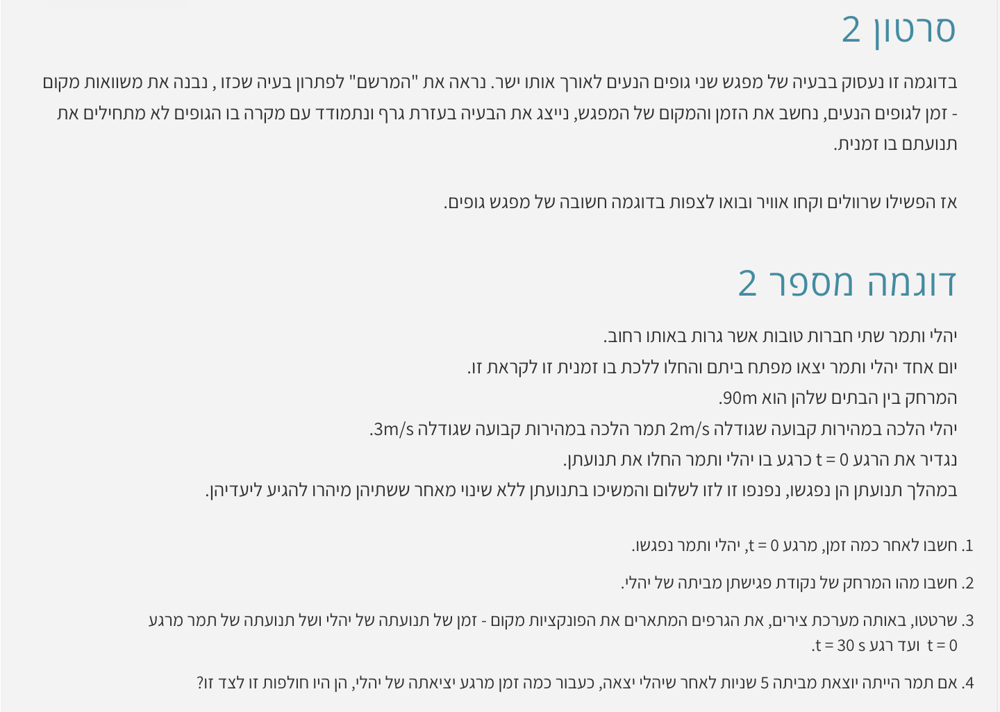 סרטון 2
בדוגמה זו נעסוק בבעיה של מפגש שני גופים הנעים לאורך אותו ישר. נראה את "המרשם" לפתרון בעיה שכזו , נבנה את משוואות מקום
- זמן לגופים הנעים, נחשב את הזמן והמקום של המפגש, נייצג את הבעיה בעזרת גרף ונתמודד עם מקרה בו הגופים לא מתחילים את
תנועתם בו זמנית.
אז הפשילו שרוולים וקחו אוויר ובואו לצפות בדוגמה חשובה של מפגש גופים.
דוגמה מספר 2
יהלי ותמר שתי חברות טובות אשר גרות באותו רחוב.
יום אחד יהלי ותמר יצאו מפתח ביתם והחלו ללכת בו זמנית זו לקראת זו.
המרחק בין הבתים שלהן הוא 90m.
יהלי הלכה במהירות קבועה שגודלה 2m/s תמר הלכה במהירות קבועה שגודלה 3m/s.
נגדיר את הרגע t = 0 כרגע בו יהלי ותמר החלו את תנועתן.
במהלך תנועתן הן נפגשו, נפנפו זו לזו לשלום והמשיכו בתנועתן ללא שינוי מאחר ששתיהן מיהרו להגיע ליעדיהן.
1. חשבו לאחר כמה זמן, מרגע t = 0, יהלי ותמר נפגשו.
2. חשבו מהו המרחק של נקודת פגישתן מביתה של יהלי.
3. שרטטו, באותה מערכת צירים, את הגרפים המתארים את הפונקציות מקום - זמן של תנועתה של יהלי ושל תנועתה של תמר מרגע
t = 0 ועד רגע t = 30 s.
4. אם תמר הייתה יוצאת מביתה 5 שניות לאחר שיהלי יצאה, כעבור כמה זמן מרגע יציאתה של יהלי, הן היו חולפות זו לצד זו?